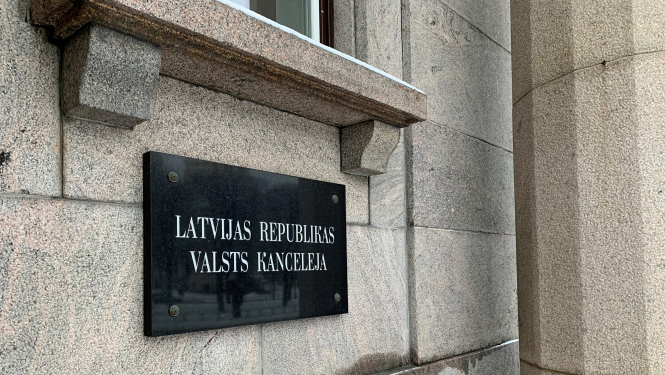 LATVIJAS REPUBLIKAS
VALSTS KANCELEJA